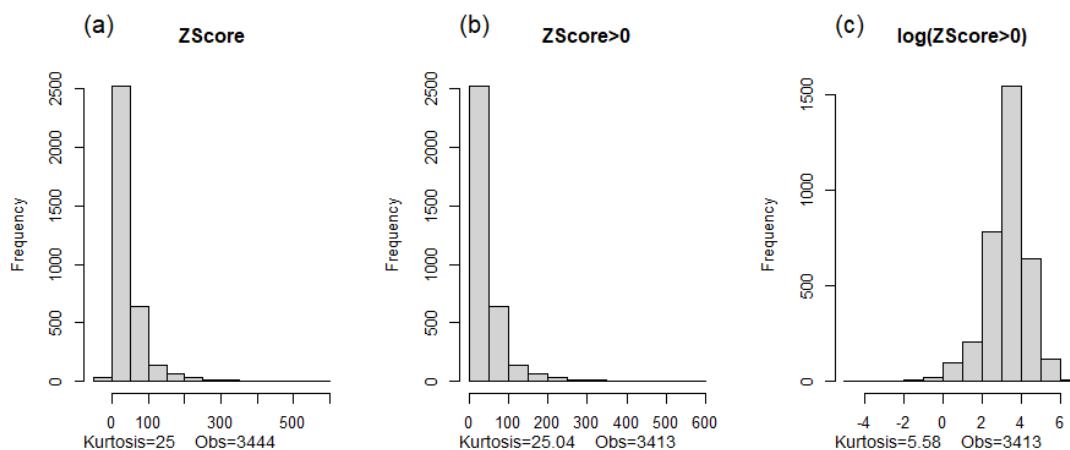 (a)
ZScore
Frequency
2500
2000
1500
1000
500
0
0 100 300 500
Kurtosis=25 Obs=3444
(b)
ZScore>0
Frequency
2500
2000
1500
1000
500
0
0 100 200 300 400 500 600
Kurtosis=25.04 Obs=3413
(c)
log(ZScore>0)
Frequency
1500
1000
500
0
-4 -2 0 2 4 6
Kurtosis=5.58 Obs=3413